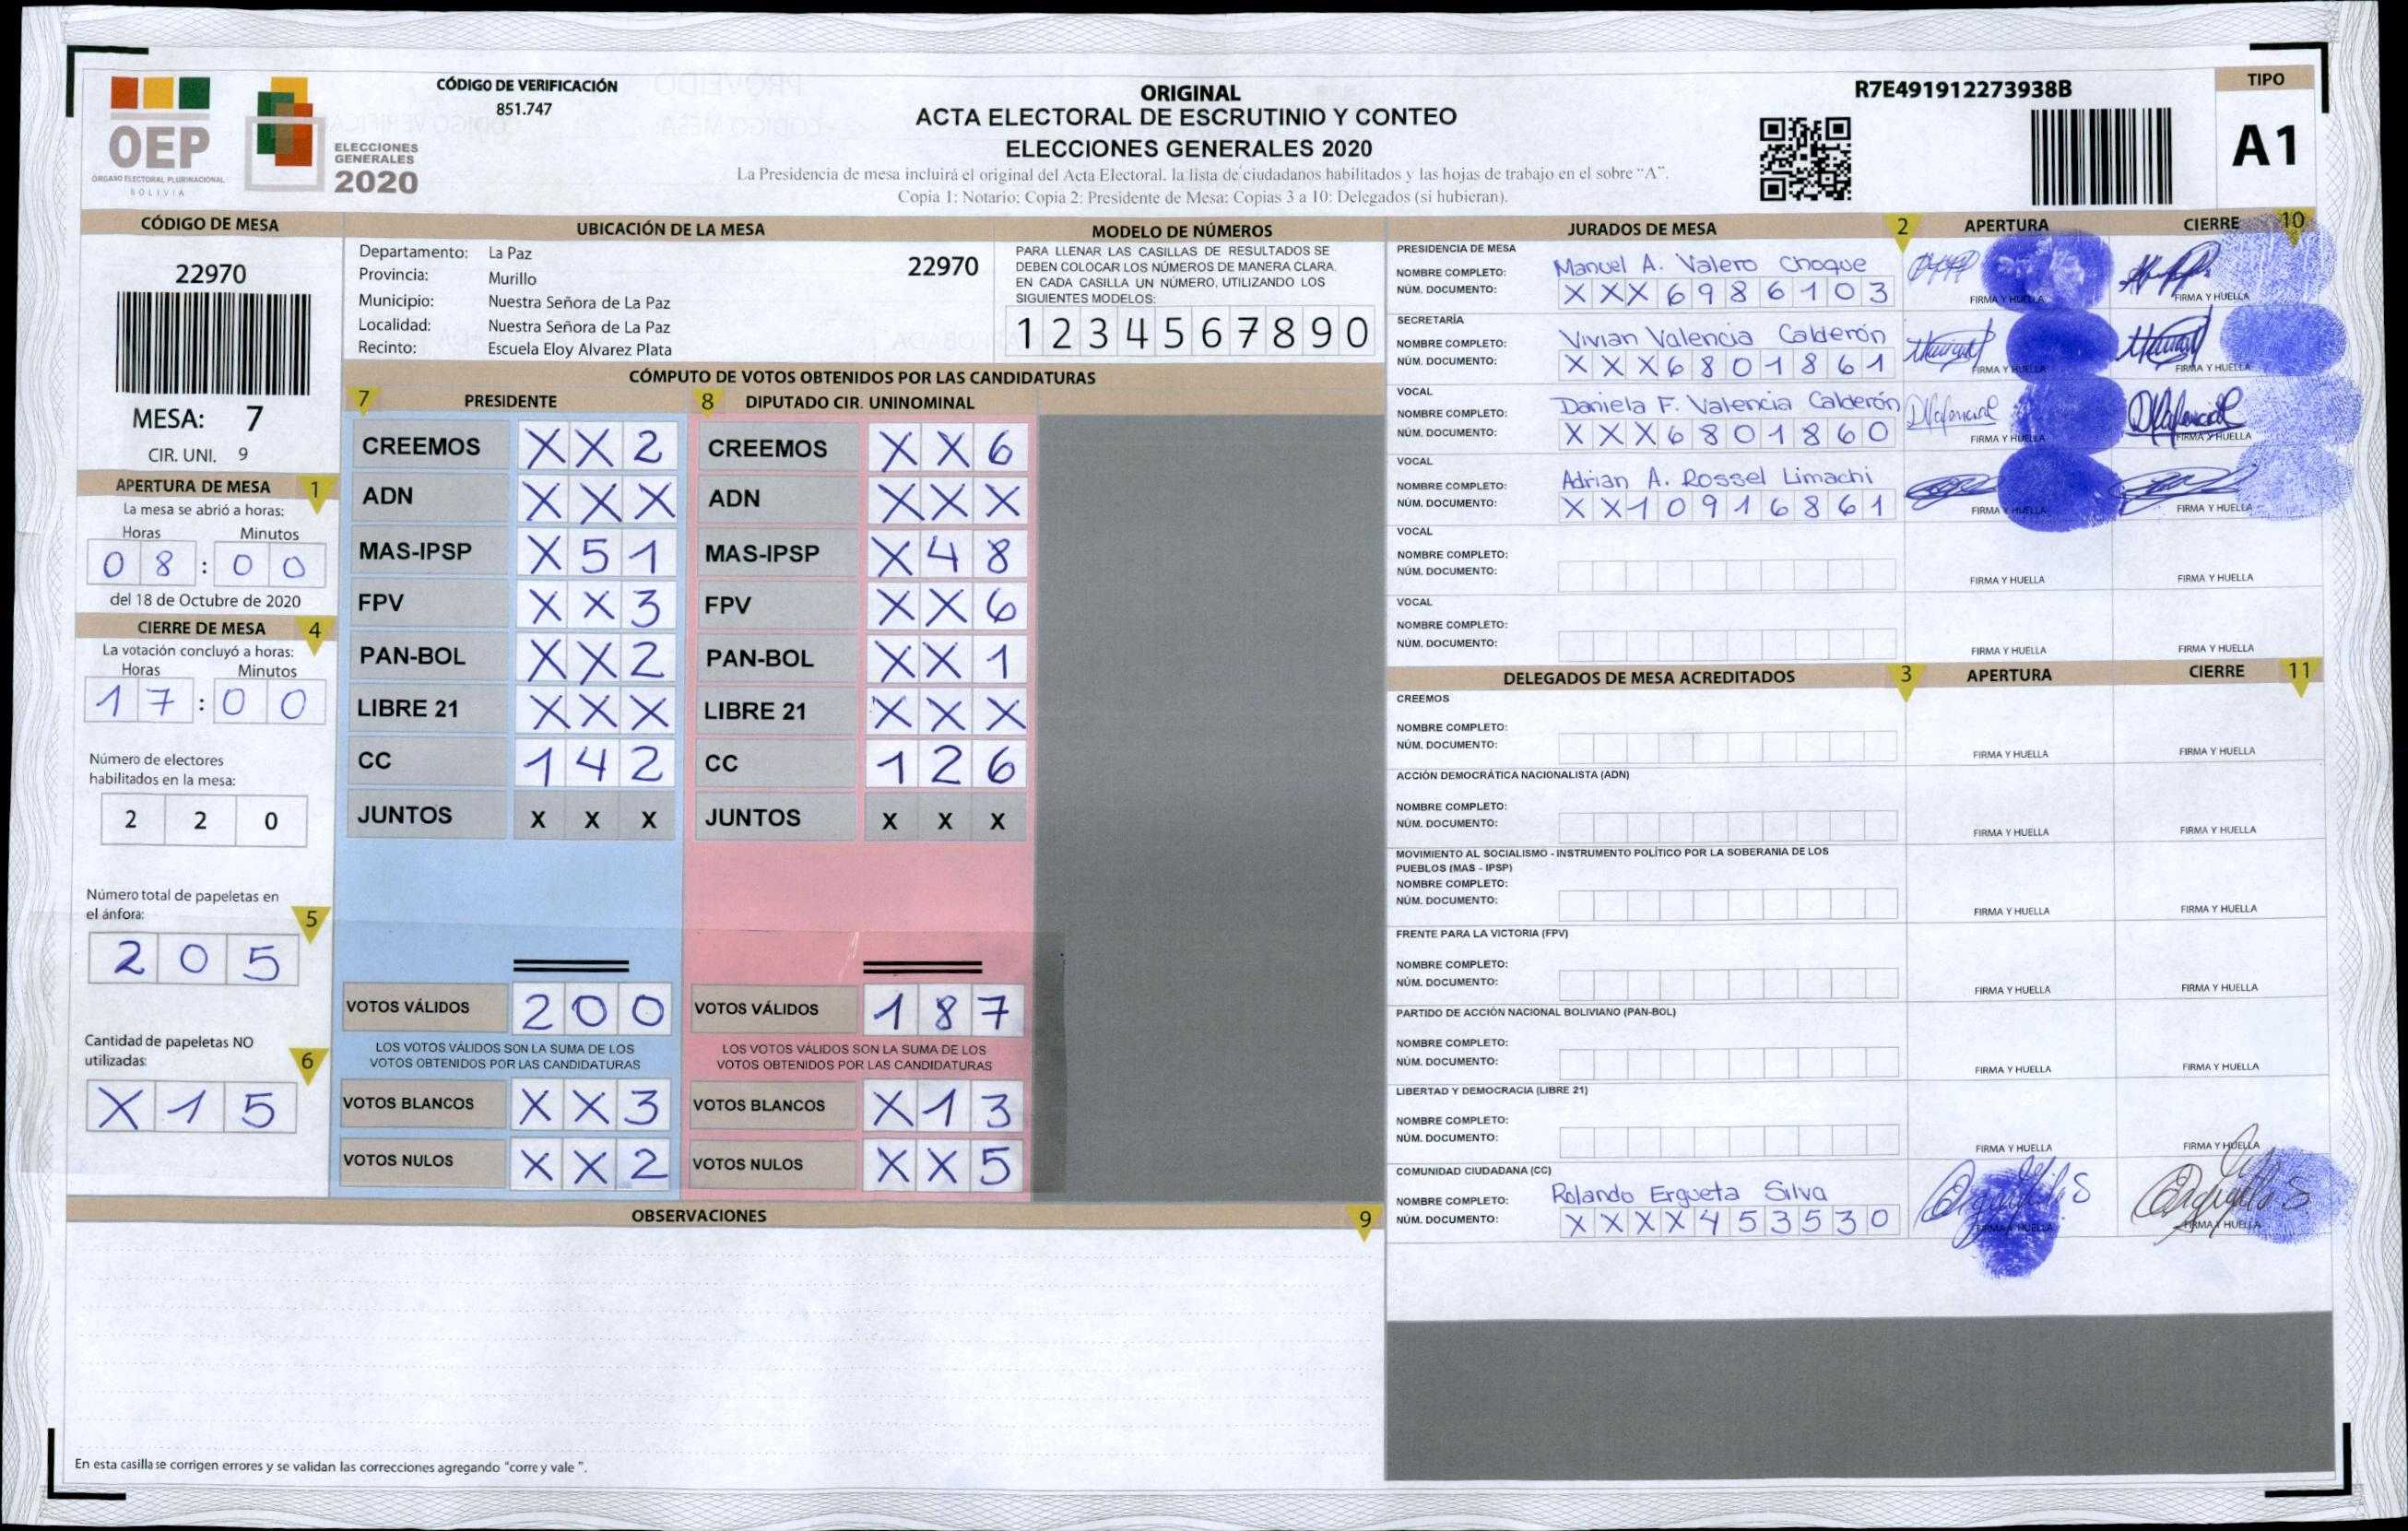 OEP
ÓRGANO ELECTORAL PLURINACIONAL
BOLIVIA
ELECCIONES
GENERALES
2020
CÓDIGO DE VERIFICACIÓN
851.747
ORIGINAL
ACTA ELECTORAL DE ESCRUTINIO Y CONTEO
ELECCIONES GENERALES 2020
La Presidencia de mesa incluirá el original del Acta Electoral, la lista de ciudadanos habilitados y las hojas de trabajo en el sobre "A".
Copia 1: Notario: Copia 2: Presidente de Mesa: Copias 3 a 10: Delegados (si hubieran).
R7E491912273938B
TIPO
A1
CÓDIGO DE MESA
22970
MESA: 7
CIR. UNI. 9
APERTURA DE MESA 1
La mesa se abrió a horas:
Horas Minutos
0 8 : 0 0
del 18 de Octubre de 2020
CIERRE DE MESA 4
La votación concluyó a horas:
Horas Minutos
1 7 : 0 0
Número de electores
habilitados en la mesa:
2 2 0
Número total de papeletas en
el ánfora: 5
2 0 5
Cantidad de papeletas NO
utilizadas: 6
X 1 5
UBICACIÓN DE LA MESA
Departamento: La Paz
22970
Provincia: Murillo
Municipio: Nuestra Señora de La Paz
Localidad: Nuestra Señora de La Paz
Recinto: Escuela Eloy Alvarez Plata
MODELO DE NÚMEROS
PARA LLENAR LAS CASILLAS DE RESULTADOS SE
DEBEN COLOCAR LOS NÚMEROS DE MANERA CLARA.
EN CADA CASILLA UN NÚMERO, UTILIZANDO LOS
SIGUIENTES MODELOS:
1 2 3 4 5 6 7 8 9 0
CÓMPUTO DE VOTOS OBTENIDOS POR LAS CANDIDATURAS
7 PRESIDENTE
CREEMOS X X 2
ADN X X X
MAS-IPSP X 5 1
FPV X X 3
PAN-BOL X X 2
LIBRE 21 X X X
CC 1 4 2
JUNTOS X X X
VOTOS VÁLIDOS 2 0 0
LOS VOTOS VÁLIDOS SON LA SUMA DE LOS
VOTOS OBTENIDOS POR LAS CANDIDATURAS
VOTOS BLANCOS X X 3
VOTOS NULOS X X 2
8 DIPUTADO CIR. UNINOMINAL
CREEMOS X X 6
ADN X X X
MAS-IPSP X 4 8
FPV X X 6
PAN-BOL X X 1
LIBRE 21 X X X
CC 1 2 6
JUNTOS X X X
VOTOS VÁLIDOS 1 8 7
LOS VOTOS VÁLIDOS SON LA SUMA DE LOS
VOTOS OBTENIDOS POR LAS CANDIDATURAS
VOTOS BLANCOS X 1 3
VOTOS NULOS X X 5
OBSERVACIONES 9
En esta casilla se corrigen errores y se validan las correcciones agregando "corre y vale ".
JURADOS DE MESA 2 APERTURA CIERRE 10
PRESIDENCIA DE MESA
NOMBRE COMPLETO: Manuel A. Valero Choque
NÚM. DOCUMENTO: X X X 6 9 8 6 1 0 3
FIRMA Y HUELLA FIRMA Y HUELLA
SECRETARÍA
NOMBRE COMPLETO: Vivian Valencia Calderón
NÚM. DOCUMENTO: X X X 6 8 0 1 8 6 1
FIRMA Y HUELLA FIRMA Y HUELLA
VOCAL
NOMBRE COMPLETO: Daniela F. Valencia Calderón
NÚM. DOCUMENTO: X X X 6 8 0 1 8 6 0
FIRMA Y HUELLA FIRMA Y HUELLA
VOCAL
NOMBRE COMPLETO: Adrian A. Rossel Limachi
NÚM. DOCUMENTO: X X 1 0 9 1 6 8 6 1
FIRMA Y HUELLA FIRMA Y HUELLA
VOCAL
NOMBRE COMPLETO:
NÚM. DOCUMENTO:
FIRMA Y HUELLA FIRMA Y HUELLA
VOCAL
NOMBRE COMPLETO:
NÚM. DOCUMENTO:
FIRMA Y HUELLA FIRMA Y HUELLA
DELEGADOS DE MESA ACREDITADOS 3 APERTURA CIERRE 11
CREEMOS
NOMBRE COMPLETO:
NÚM. DOCUMENTO:
FIRMA Y HUELLA FIRMA Y HUELLA
ACCIÓN DEMOCRÁTICA NACIONALISTA (ADN)
NOMBRE COMPLETO:
NÚM. DOCUMENTO:
FIRMA Y HUELLA FIRMA Y HUELLA
MOVIMIENTO AL SOCIALISMO - INSTRUMENTO POLÍTICO POR LA SOBERANIA DE LOS
PUEBLOS (MAS - IPSP)
NOMBRE COMPLETO:
NÚM. DOCUMENTO:
FIRMA Y HUELLA FIRMA Y HUELLA
FRENTE PARA LA VICTORIA (FPV)
NOMBRE COMPLETO:
NÚM. DOCUMENTO:
FIRMA Y HUELLA FIRMA Y HUELLA
PARTIDO DE ACCIÓN NACIONAL BOLIVIANO (PAN-BOL)
NOMBRE COMPLETO:
NÚM. DOCUMENTO:
FIRMA Y HUELLA FIRMA Y HUELLA
LIBERTAD Y DEMOCRACIA (LIBRE 21)
NOMBRE COMPLETO:
NÚM. DOCUMENTO:
FIRMA Y HUELLA FIRMA Y HUELLA
COMUNIDAD CIUDADANA (CC)
NOMBRE COMPLETO: Rolando Ergueta Silva
NÚM. DOCUMENTO: X X X X 4 5 3 5 3 0
FIRMA Y HUELLA FIRMA Y HUELLA